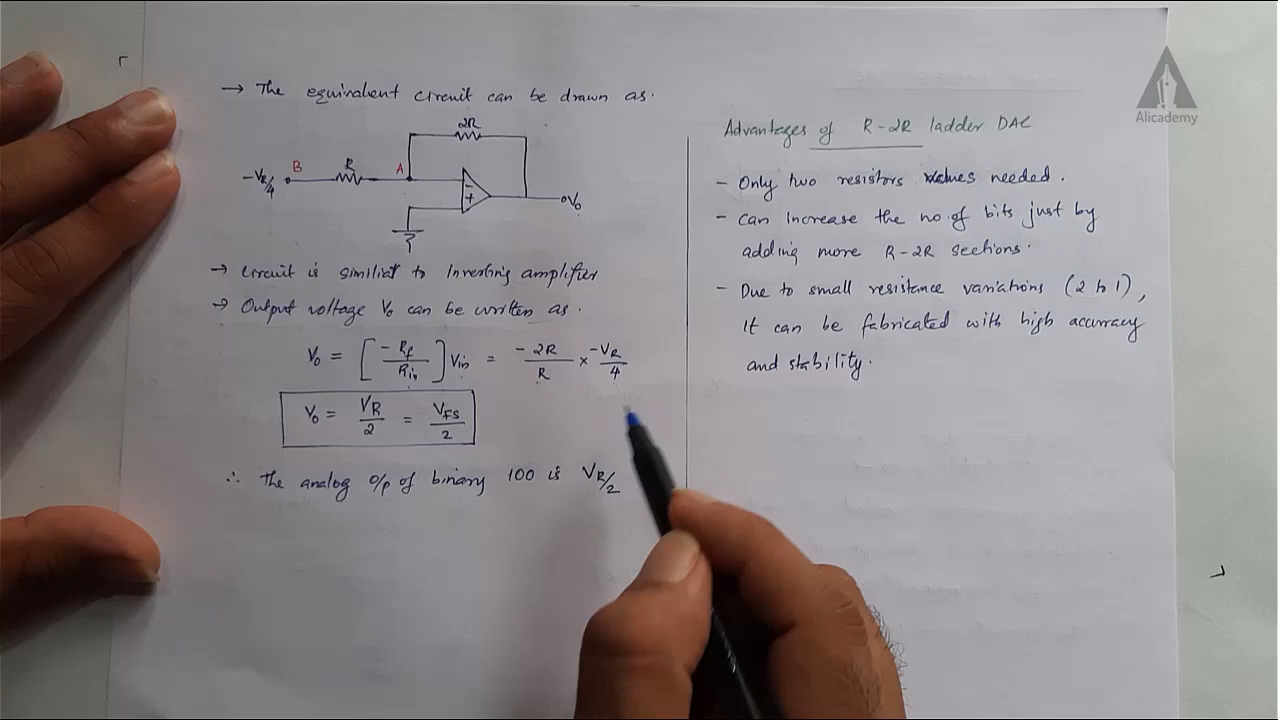 → The equivalent circuit can be drawn as.
2R
-VR/4 B R A
-
+
V₀
→ Circuit is similiar to Inverting amplifier
→ Output voltage V₀ can be written as.
V₀ = [-Rf/Rin] Vin = -2R/R × -VR/4
V₀ = VR/2 = VFS/2
∴ The analog o/p of binary 100 is VR/2
Alicademy
Advantages of R-2R ladder DAC
- Only two resistors values needed.
- Can increase the no. of bits just by
adding more R-2R sections.
- Due to small resistance variations (2 to 1),
It can be fabricated with high accuracy
and stability.